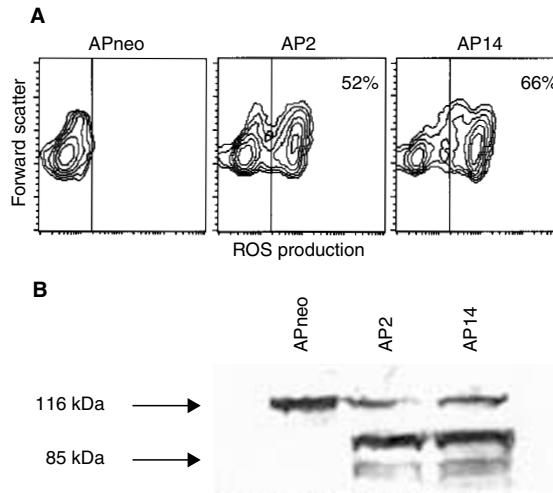 A
APneo AP2 AP14
52% 66%
Forward scatter
ROS production
B
APneo AP2 AP14
116 kDa
85 kDa